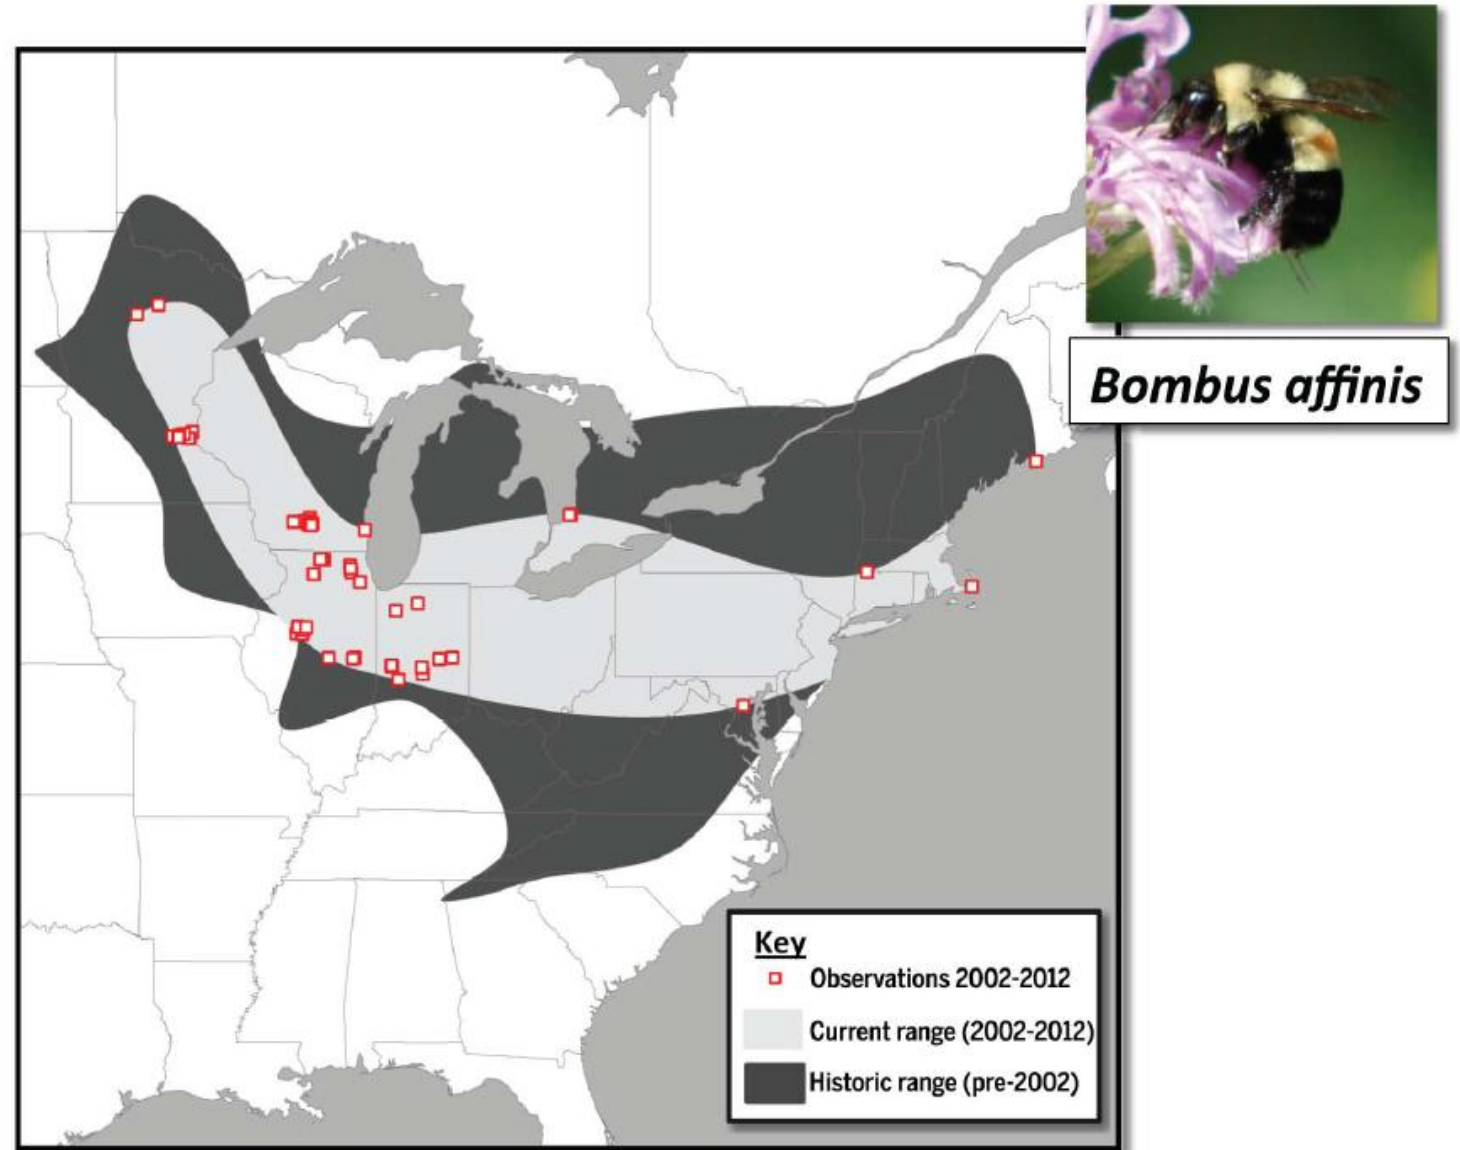 Bombus affinis
Key
Observations 2002-2012
Current range (2002-2012)
Historic range (pre-2002)